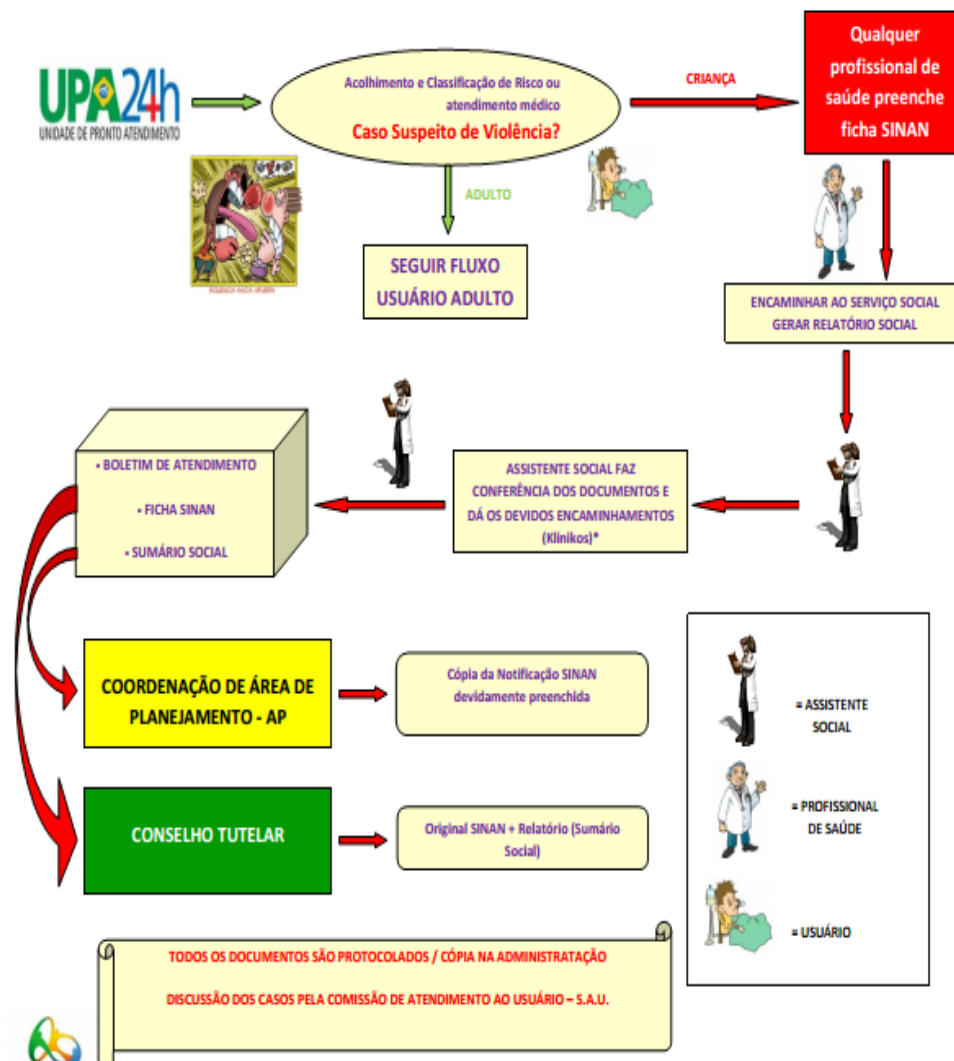 UPA24h
UNIDADE DE PRONTO ATENDIMENTO
Acolhimento e Classificação de Risco ou
atendimento médico
Caso Suspeito de Violência?
CRIANÇA
Qualquer
profissional de
saúde preenche
ficha SINAN
ADULTO
SEGUIR FLUXO
USUÁRIO ADULTO
ENCAMINHAR AO SERVIÇO SOCIAL
GERAR RELATÓRIO SOCIAL
▪ BOLETIM DE ATENDIMENTO
▪ FICHA SINAN
▪ SUMÁRIO SOCIAL
ASSISTENTE SOCIAL FAZ
CONFERÊNCIA DOS DOCUMENTOS E
DÁ OS DEVIDOS ENCAMINHAMENTOS
(Klinikos)*
COORDENAÇÃO DE ÁREA DE
PLANEJAMENTO - AP
Cópia da Notificação SINAN
devidamente preenchida
CONSELHO TUTELAR
Original SINAN + Relatório (Sumário
Social)
= ASSISTENTE
SOCIAL
= PROFISSIONAL
DE SAÚDE
= USUÁRIO
TODOS OS DOCUMENTOS SÃO PROTOCOLADOS / CÓPIA NA ADMINISTRATAÇÃO
DISCUSSÃO DOS CASOS PELA COMISSÃO DE ATENDIMENTO AO USUÁRIO – S.A.U.